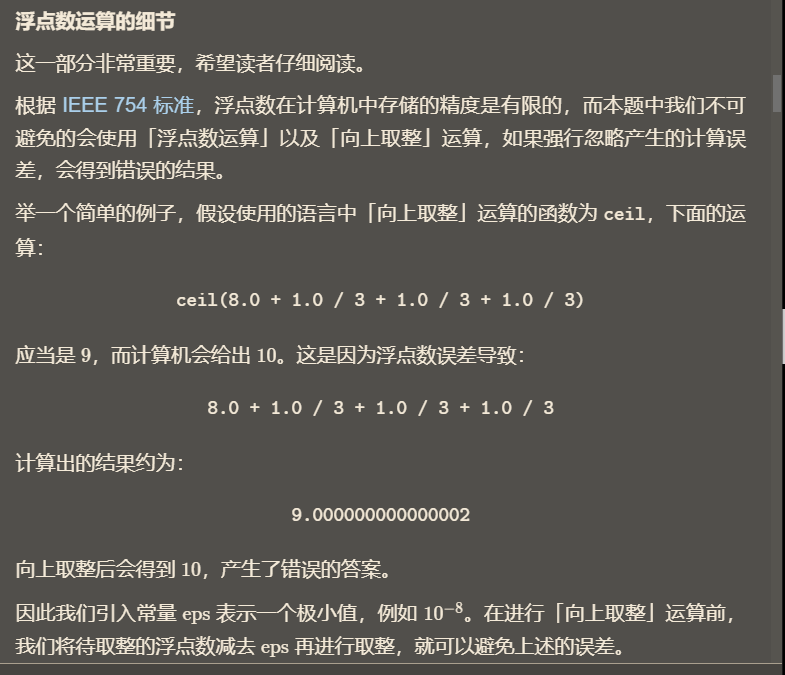 浮点数运算的细节
这一部分非常重要，希望读者仔细阅读。
根据 IEEE 754 标准，浮点数在计算机中存储的精度是有限的，而本题中我们不可
避免的会使用「浮点数运算」以及「向上取整」运算，如果强行忽略产生的计算误
差，会得到错误的结果。
举一个简单的例子，假设使用的语言中「向上取整」运算的函数为 ceil，下面的运
算：
ceil(8.0 + 1.0 / 3 + 1.0 / 3 + 1.0 / 3)
应当是 9，而计算机会给出 10。这是因为浮点数误差导致：
8.0 + 1.0 / 3 + 1.0 / 3 + 1.0 / 3
计算出的结果约为：
9.000000000000002
向上取整后会得到 10，产生了错误的答案。
因此我们引入常量 eps 表示一个极小值，例如 10⁻⁸。在进行「向上取整」运算前，
我们将待取整的浮点数减去 eps 再进行取整，就可以避免上述的误差。